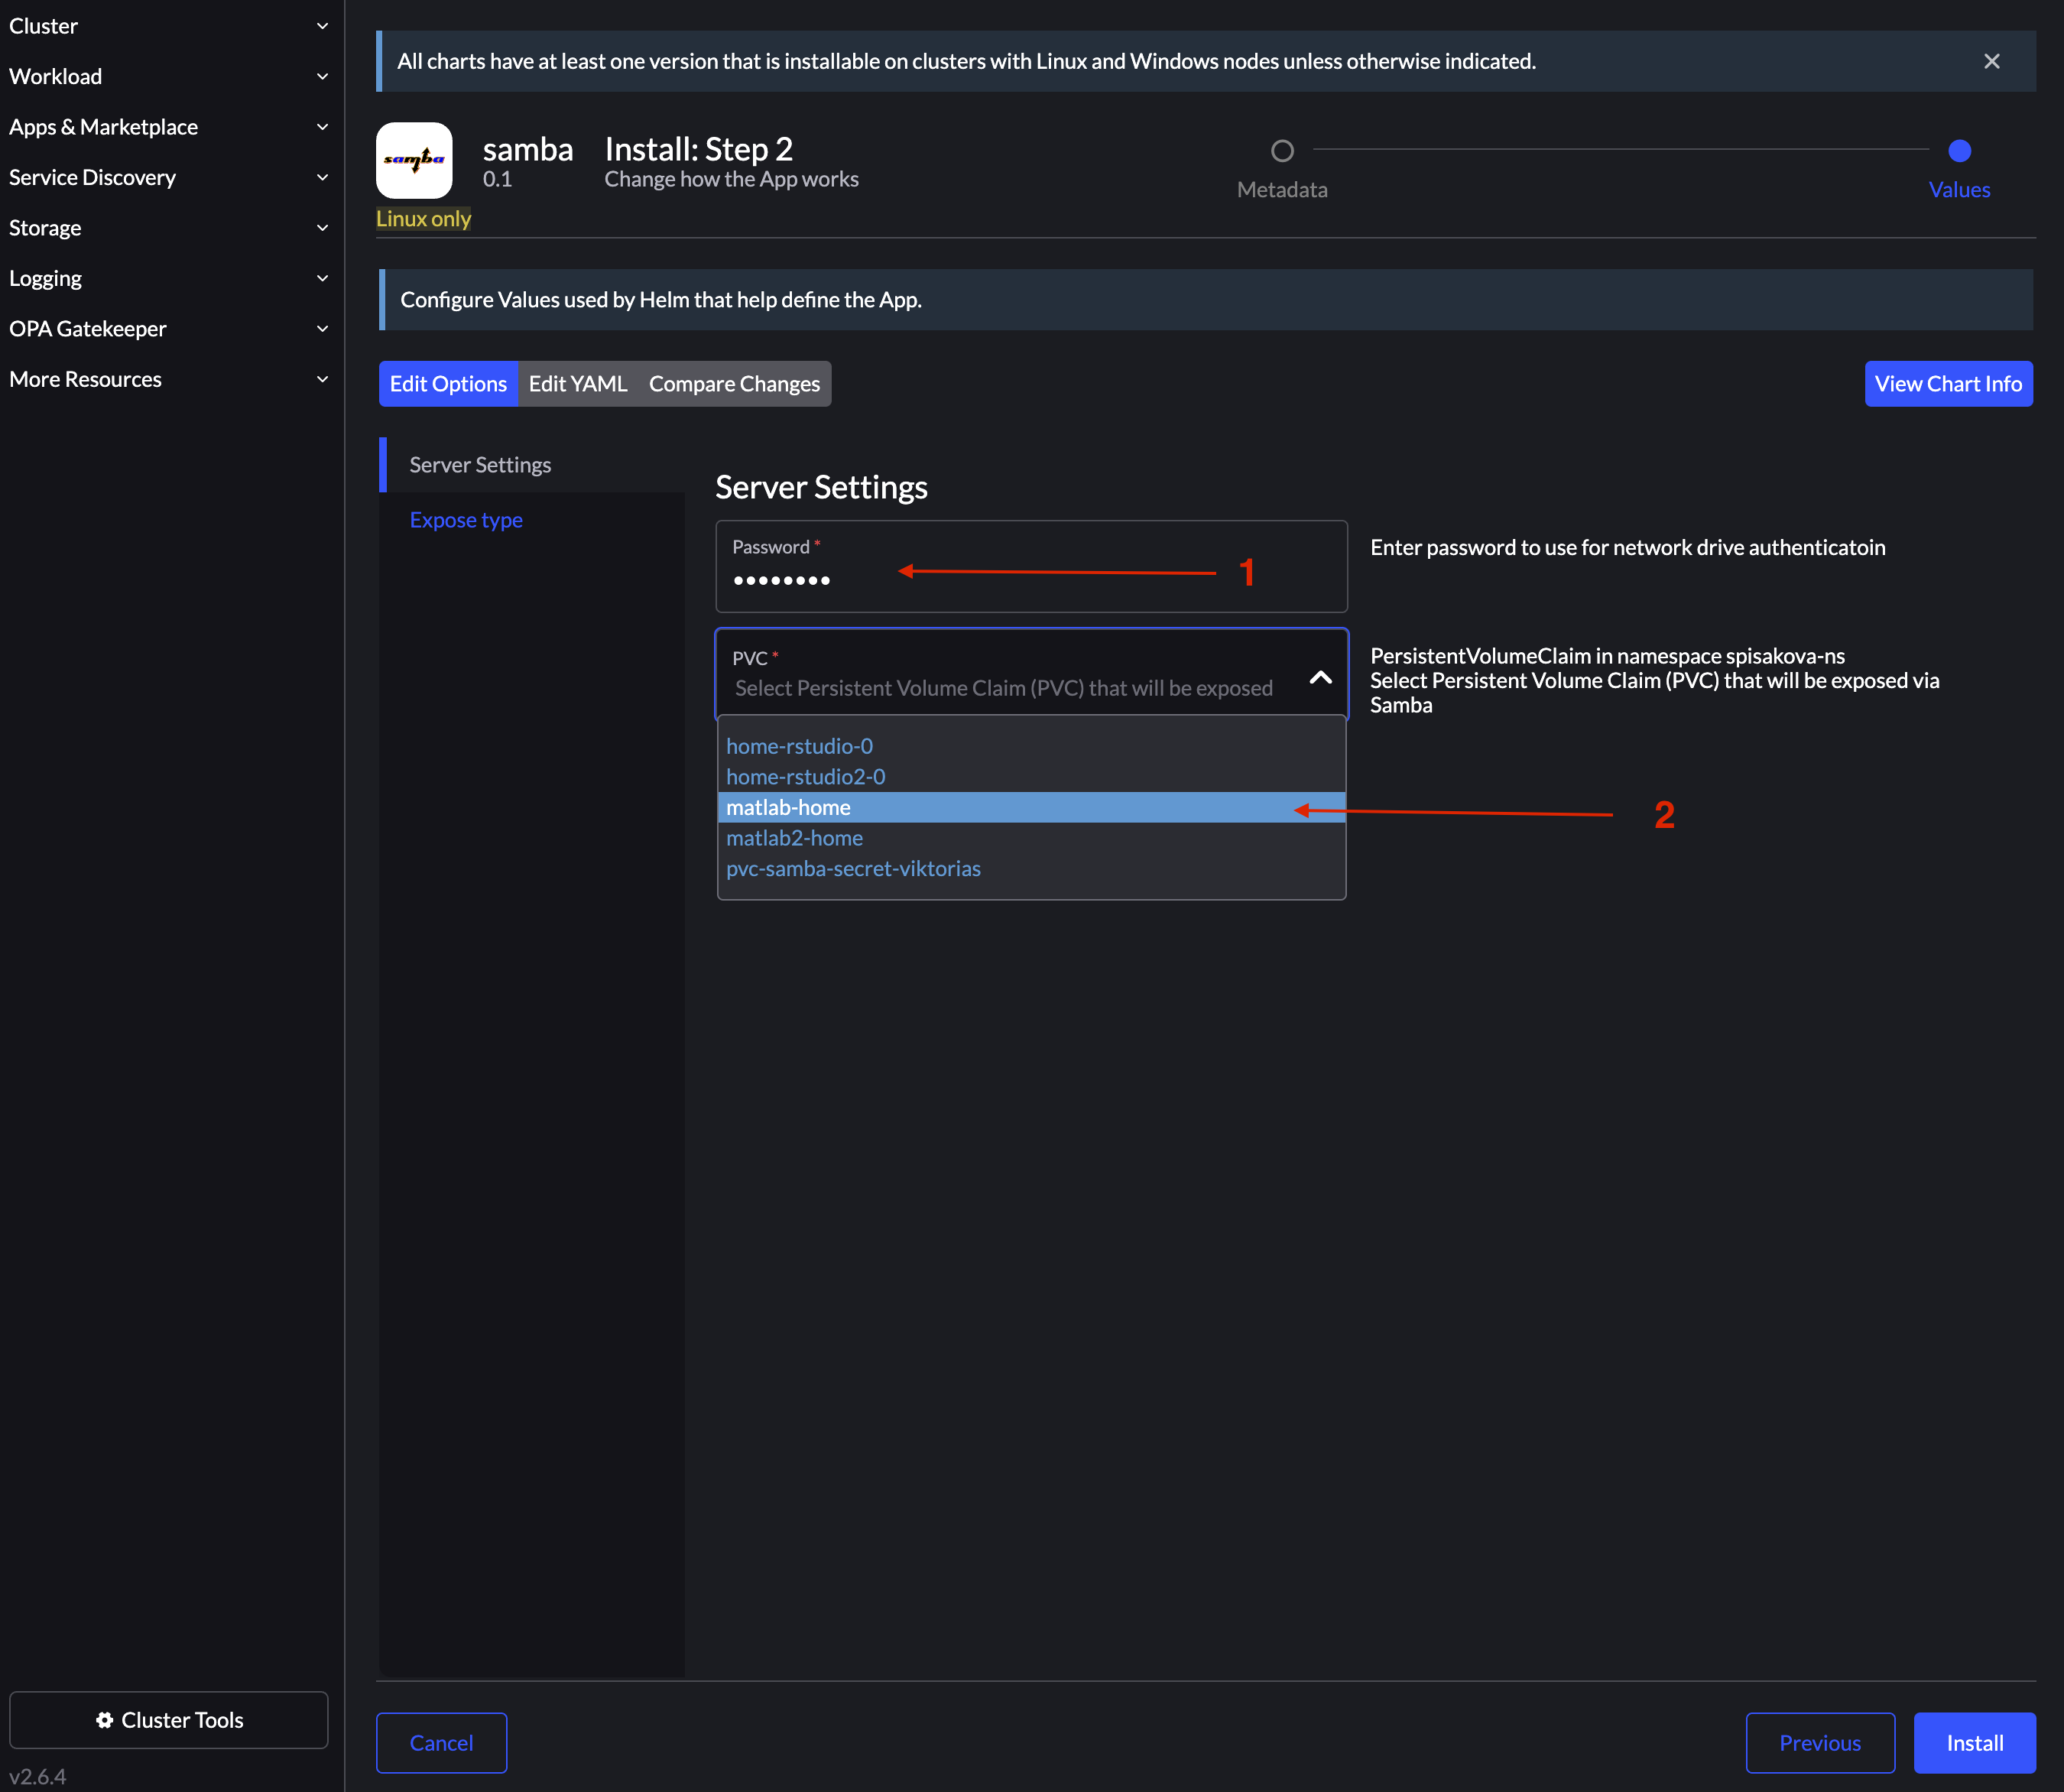 Cluster
Workload
Apps & Marketplace
Service Discovery
Storage
Logging
OPA Gatekeeper
More Resources
Cluster Tools
v2.6.4
All charts have at least one version that is installable on clusters with Linux and Windows nodes unless otherwise indicated.
samba
samba
0.1
Linux only
Install: Step 2
Change how the App works
Metadata
Values
Configure Values used by Helm that help define the App.
Edit Options
Edit YAML
Compare Changes
View Chart Info
Server Settings
Expose type
Server Settings
Password *
1
Enter password to use for network drive authenticatoin
PVC *
Select Persistent Volume Claim (PVC) that will be exposed
PersistentVolumeClaim in namespace spisakova-ns
Select Persistent Volume Claim (PVC) that will be exposed via
Samba
home-rstudio-0
home-rstudio2-0
matlab-home
2
matlab2-home
pvc-samba-secret-viktorias
Cancel
Previous
Install